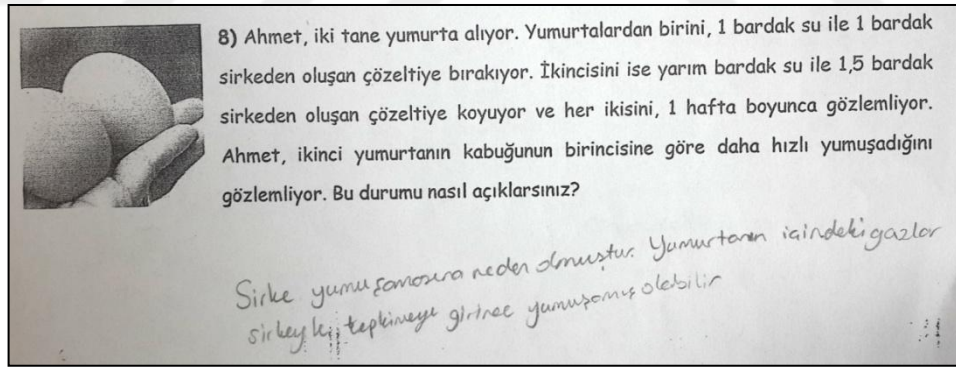 8) Ahmet, iki tane yumurta alıyor. Yumurtalardan birini, 1 bardak su ile 1 bardak
sirkeden oluşan çözeltiye bırakıyor. İkincisini ise yarım bardak su ile 1,5 bardak
sirkeden oluşan çözeltiye koyuyor ve her ikisini, 1 hafta boyunca gözlemliyor.
Ahmet, ikinci yumurtanın kabuğunun birincisine göre daha hızlı yumuşadığını
gözlemliyor. Bu durumu nasıl açıklarsınız?
Sirke yumuşamasına neden olmuştur. Yumurtanın içindeki gazlar
sirkeyle tepkimeye girince yumuşamış olabilir